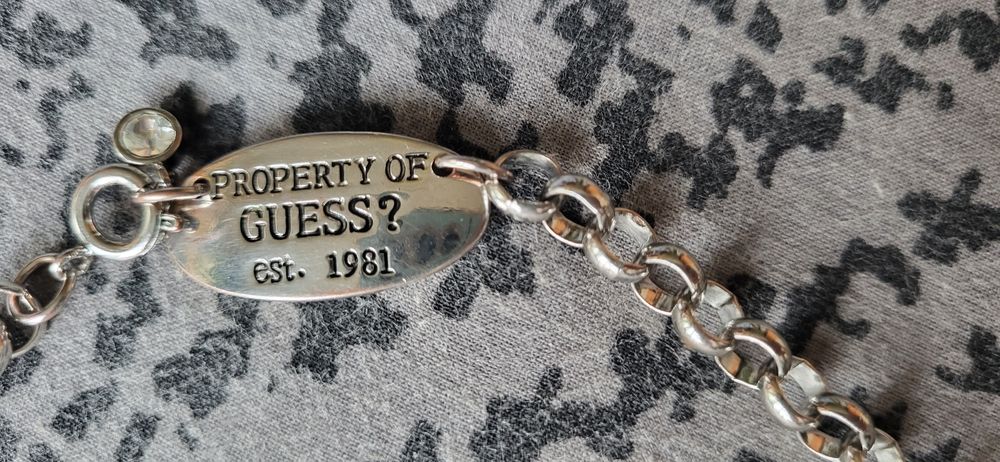 PROPERTY OF
GUESS?
est. 1981